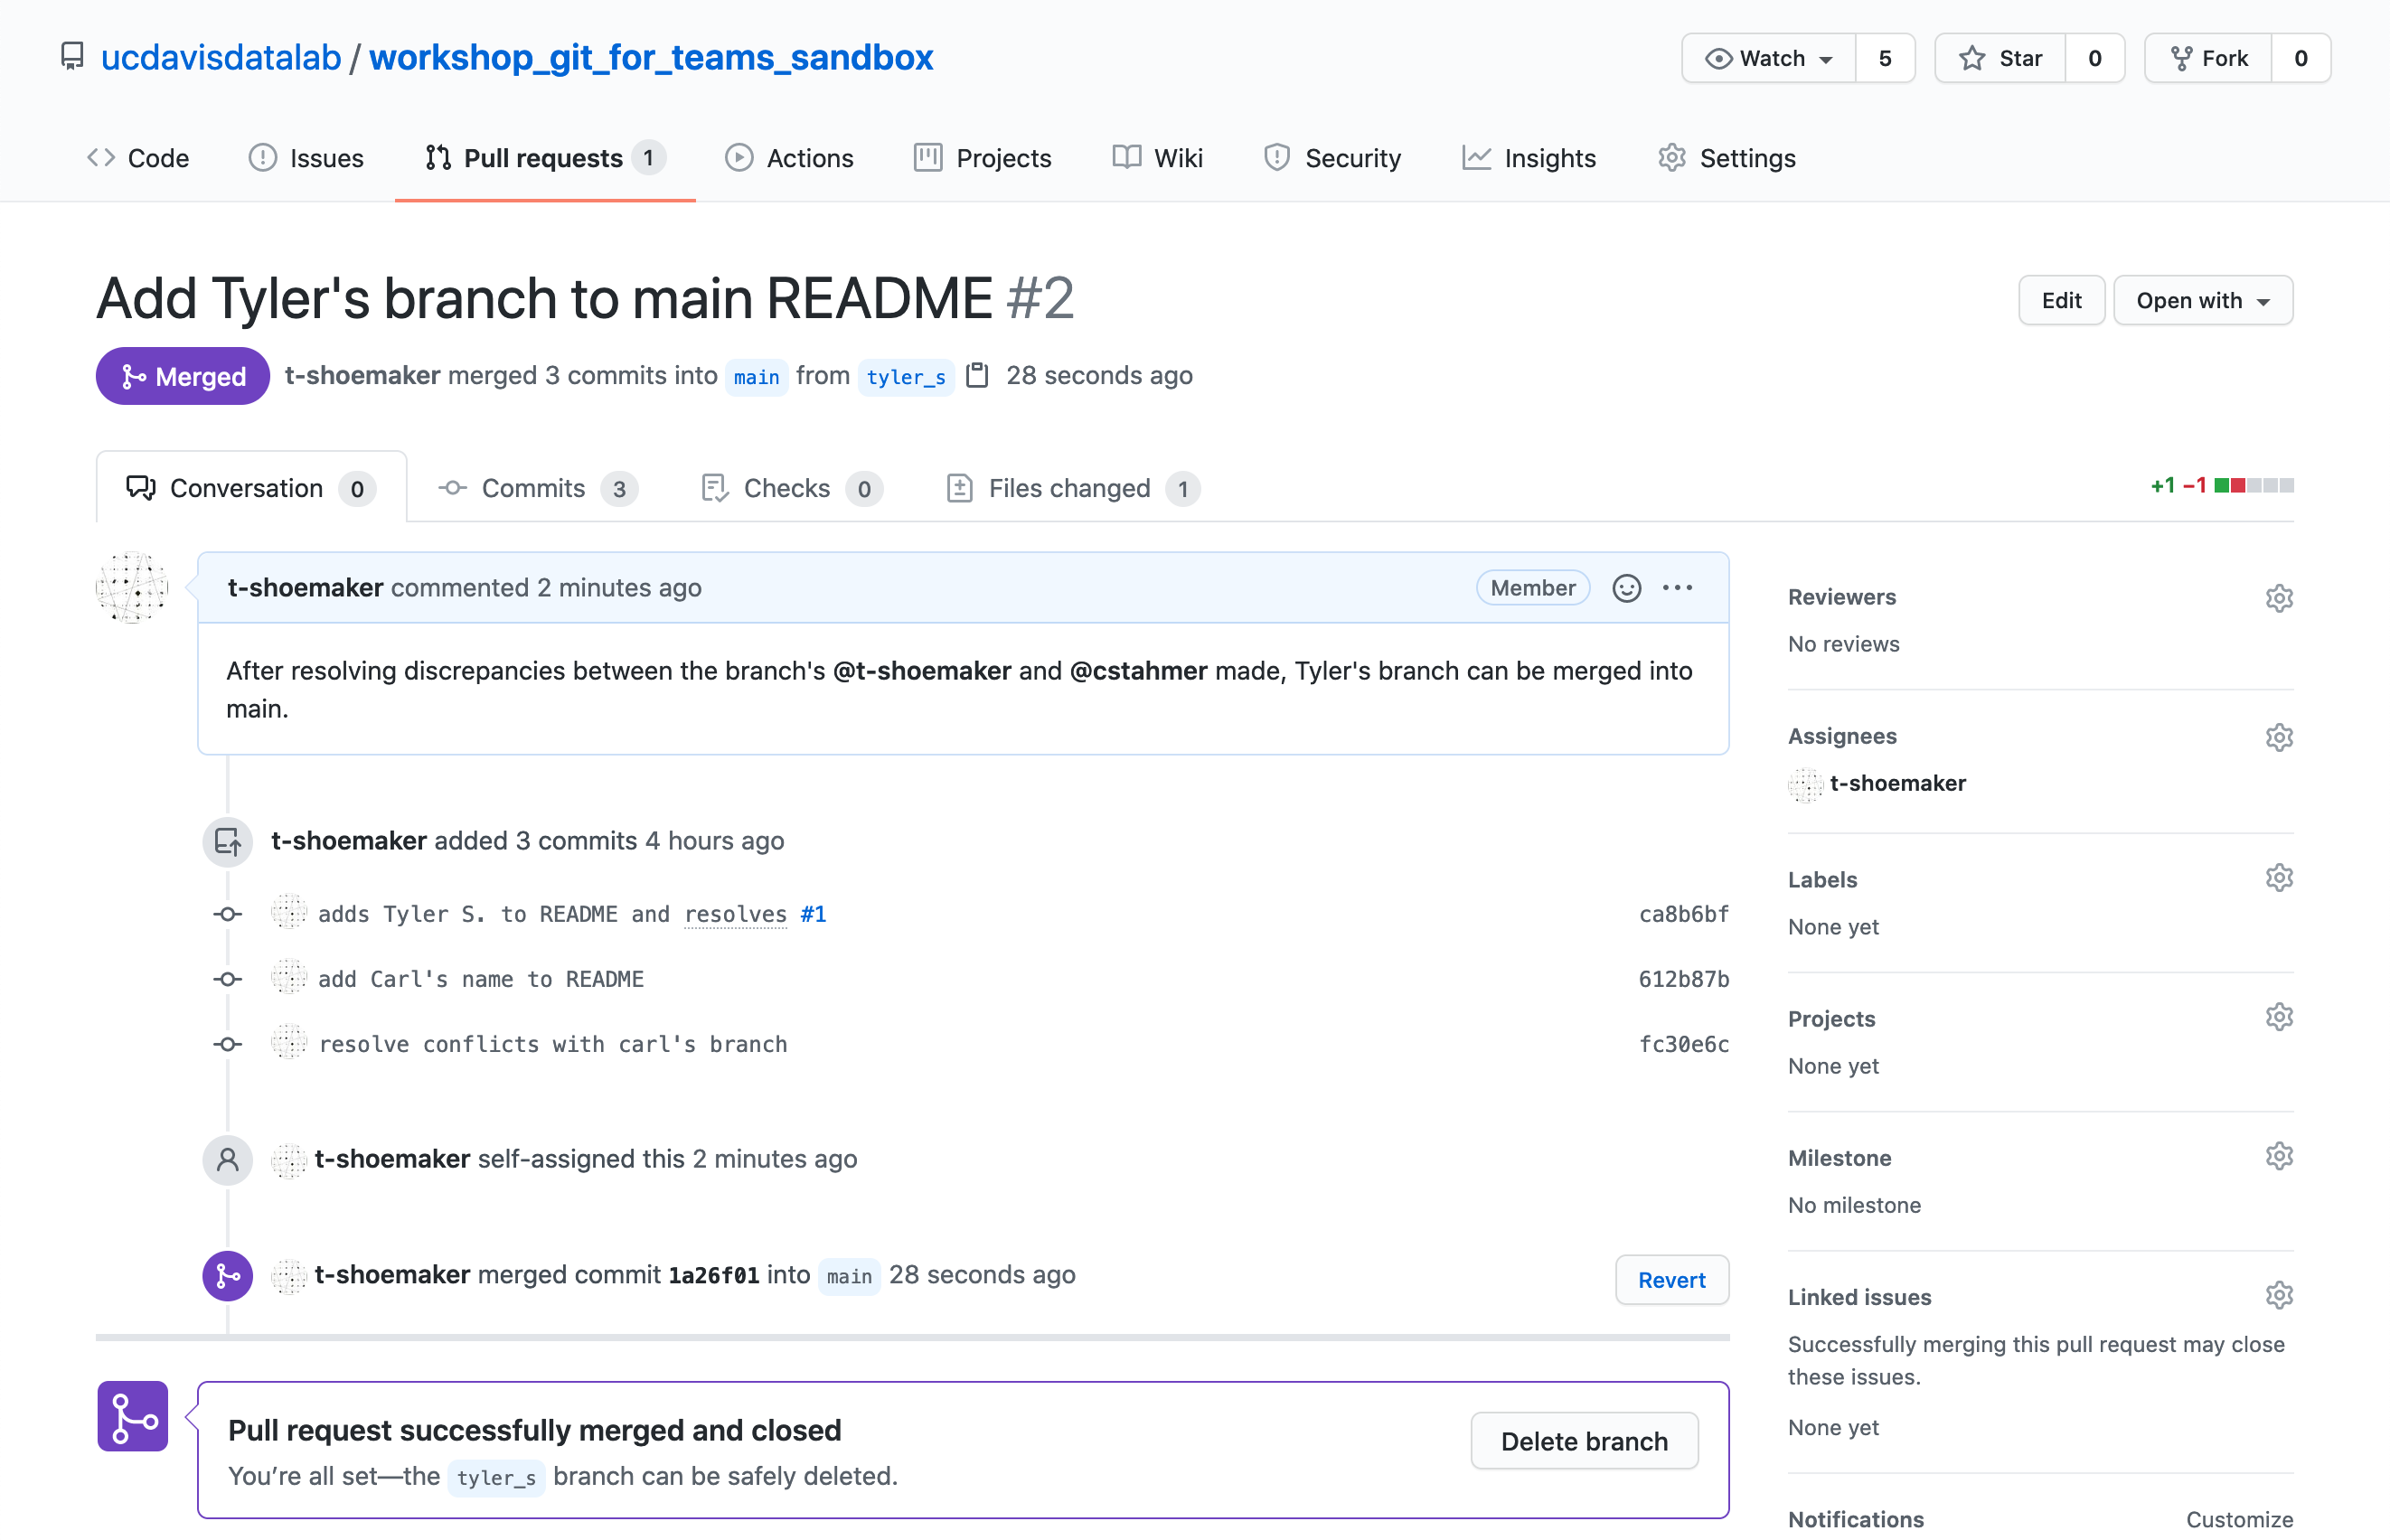 ucdavisdatalab / workshop_git_for_teams_sandbox
Watch 5 Star 0 Fork 0
Code Issues Pull requests 1 Actions Projects Wiki Security Insights Settings
Add Tyler's branch to main README #2
Edit Open with
Merged t-shoemaker merged 3 commits into main from tyler_s 28 seconds ago
Conversation 0 Commits 3 Checks 0 Files changed 1 +1 −1
t-shoemaker commented 2 minutes ago Member
After resolving discrepancies between the branch's @t-shoemaker and @cstahmer made, Tyler's branch can be merged into
main.
t-shoemaker added 3 commits 4 hours ago
adds Tyler S. to README and resolves #1 ca8b6bf
add Carl's name to README 612b87b
resolve conflicts with carl's branch fc30e6c
t-shoemaker self-assigned this 2 minutes ago
t-shoemaker merged commit 1a26f01 into main 28 seconds ago Revert
Pull request successfully merged and closed
You’re all set—the tyler_s branch can be safely deleted.
Delete branch
Reviewers
No reviews
Assignees
t-shoemaker
Labels
None yet
Projects
None yet
Milestone
No milestone
Linked issues
Successfully merging this pull request may close
these issues.
None yet
Notifications Customize